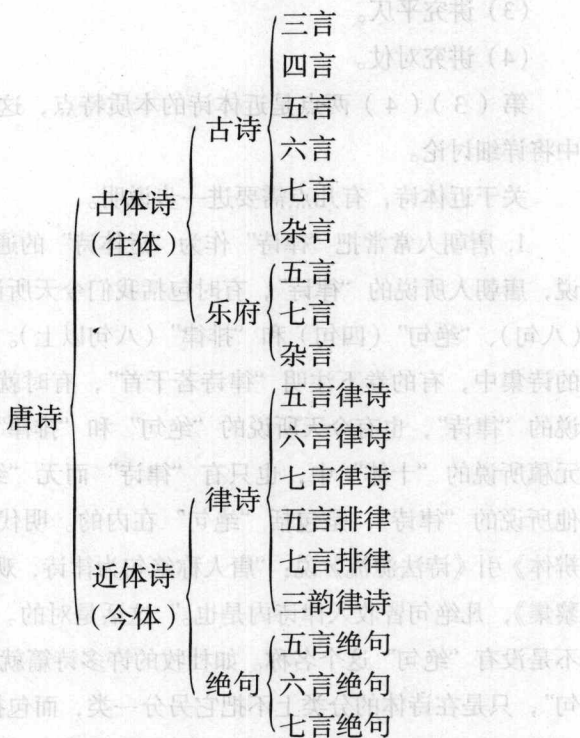 三言
四言
古诗
五言
六言
七言
古体诗
杂言
(往体)
五言
乐府
七言
杂言
唐诗
五言律诗
六言律诗
律诗
七言律诗
五言排律
近体诗
七言排律
(今体)
三韵律诗
五言绝句
绝句
六言绝句
七言绝句